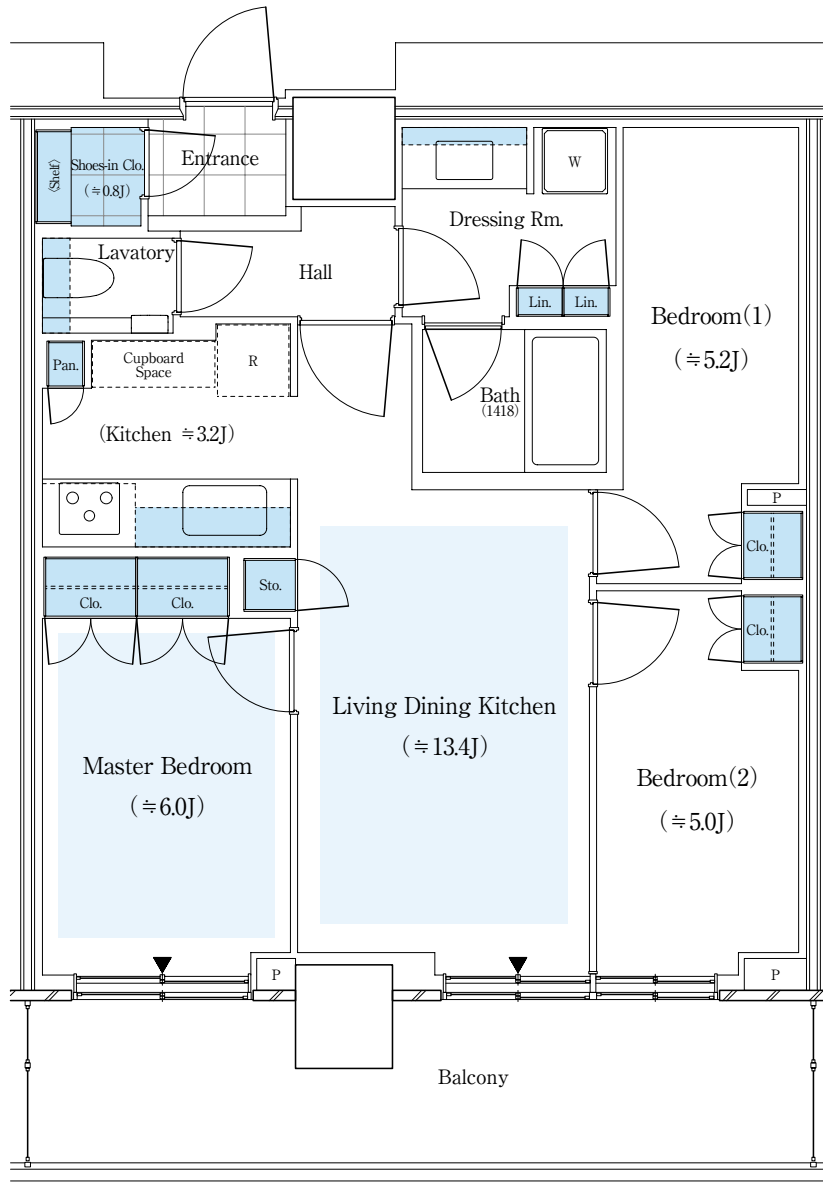 Shoes-in Clo.
(≒0.8J)
〈Shelf〉
Entrance
W
Lavatory
Hall
Dressing Rm.
Lin.
Lin.
Bedroom(1)
(≒5.2J)
Pan.
Cupboard
Space
R
Bath
(1418)
(Kitchen ≒3.2J)
P
Clo.
Clo.
Clo.
Sto.
Clo.
Living Dining Kitchen
(≒13.4J)
Master Bedroom
(≒6.0J)
Bedroom(2)
(≒5.0J)
P
P
Balcony